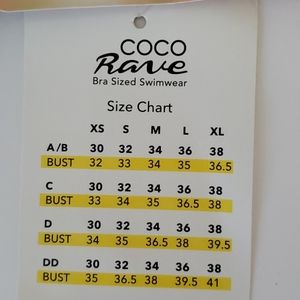 COCO
Rave
Bra Sized Swimwear
Size Chart
XS S M L XL
A/B 30 32 34 36 38
BUST 32 33 34 35 36.5
C 30 32 34 36 38
BUST 33 34 35 36.5 38
D 30 32 34 36 38
BUST 34 35 36.5 38 39.5
DD 30 32 34 36 38
BUST 35 36.5 38 39.5 41